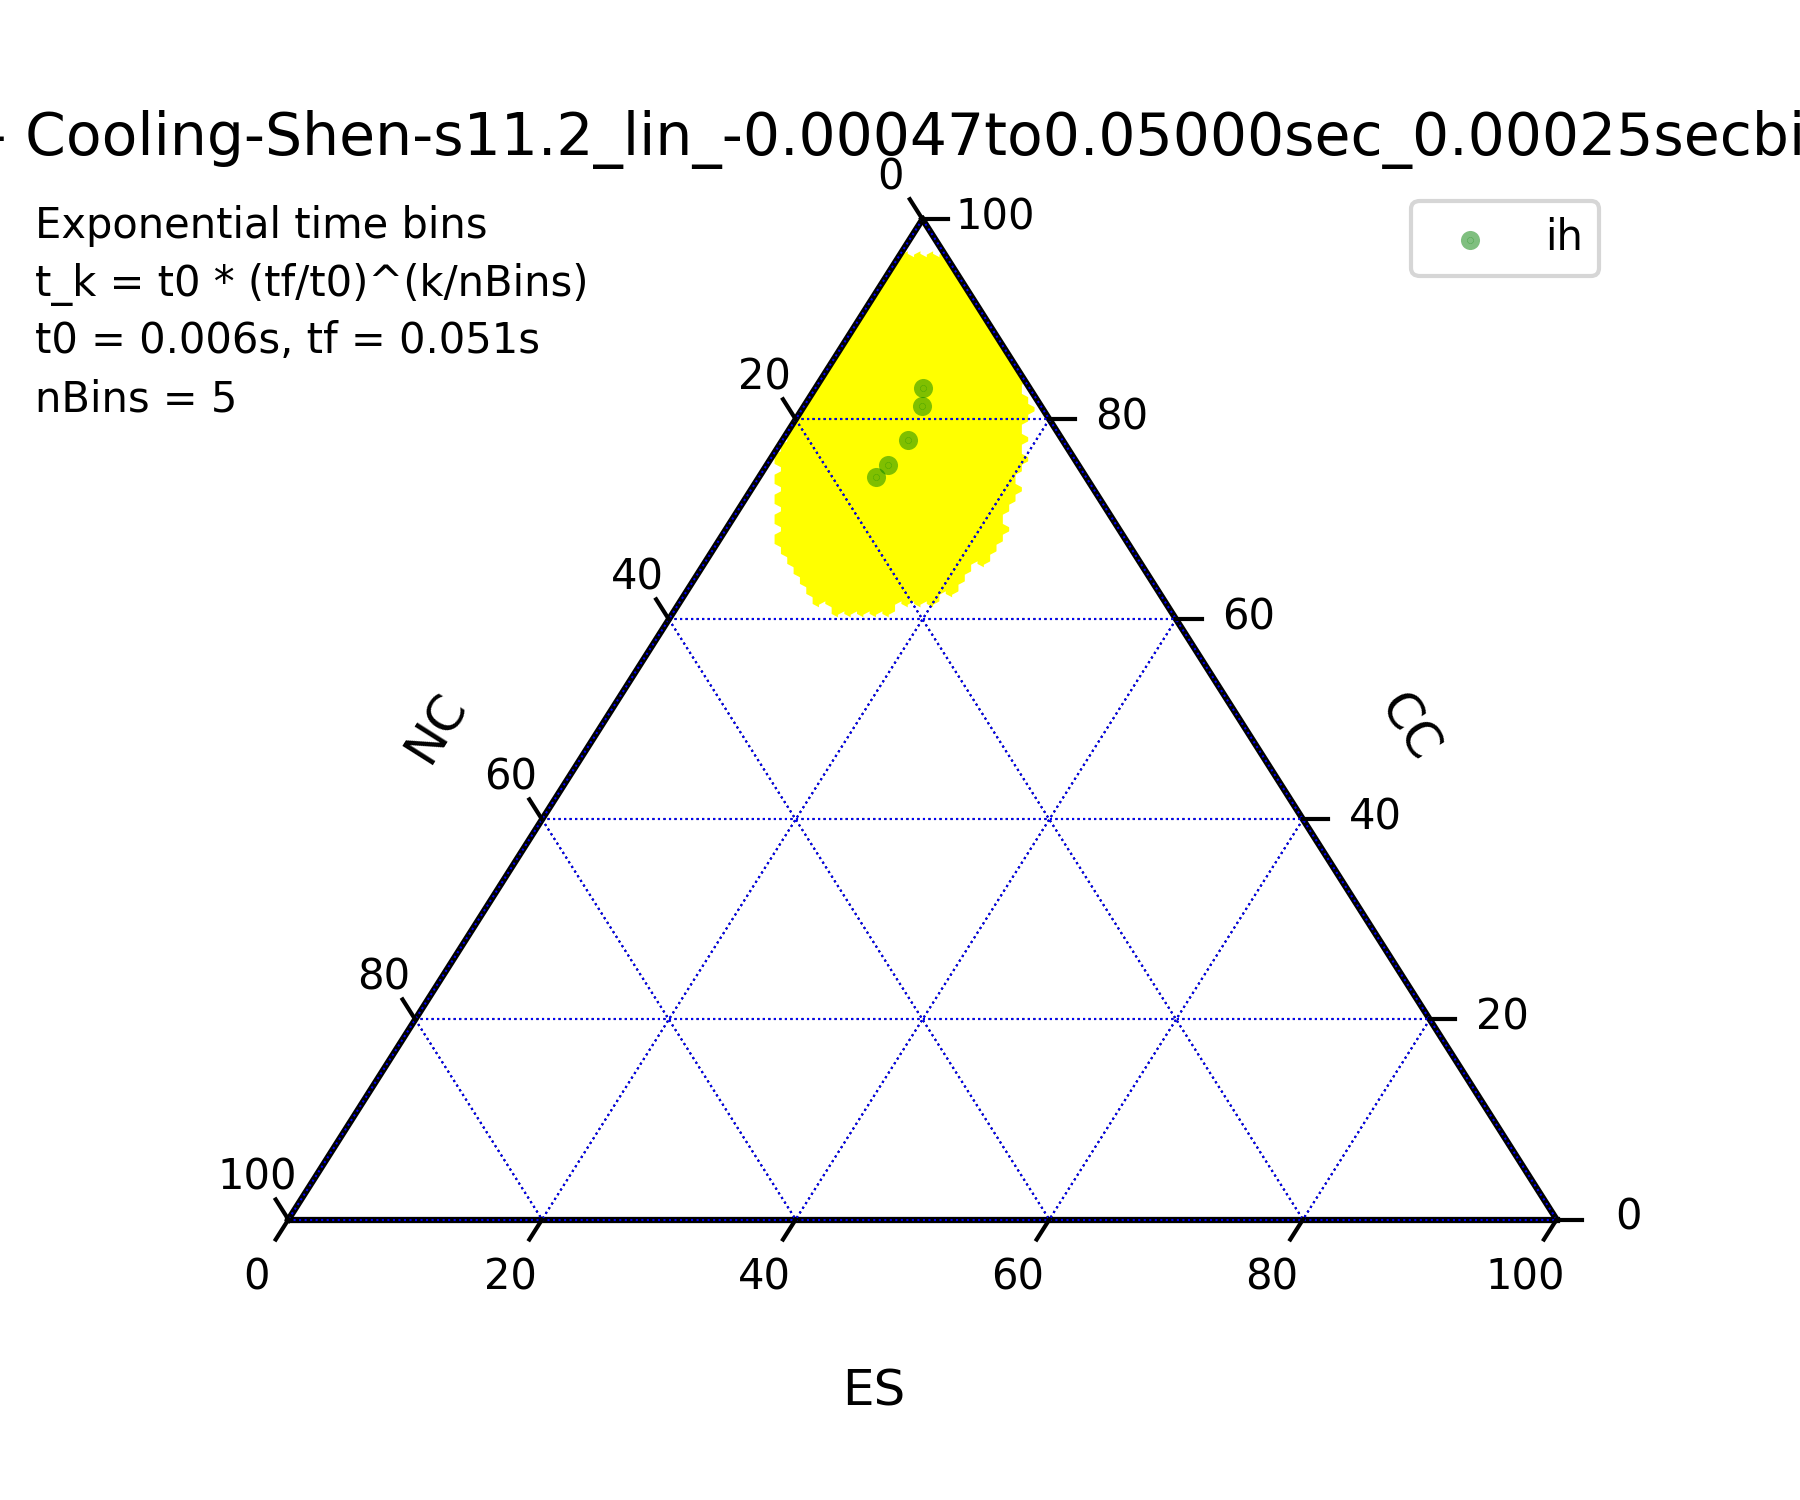 - Cooling-Shen-s11.2_lin_-0.00047to0.05000sec_0.00025secbi
Exponential time bins
t_k = t0 * (tf/t0)^(k/nBins)
t0 = 0.006s, tf = 0.051s
nBins = 5
ih
0
100
20
80
40
60
NC
CC
60
40
80
20
100
0
0
20
40
60
80
100
ES